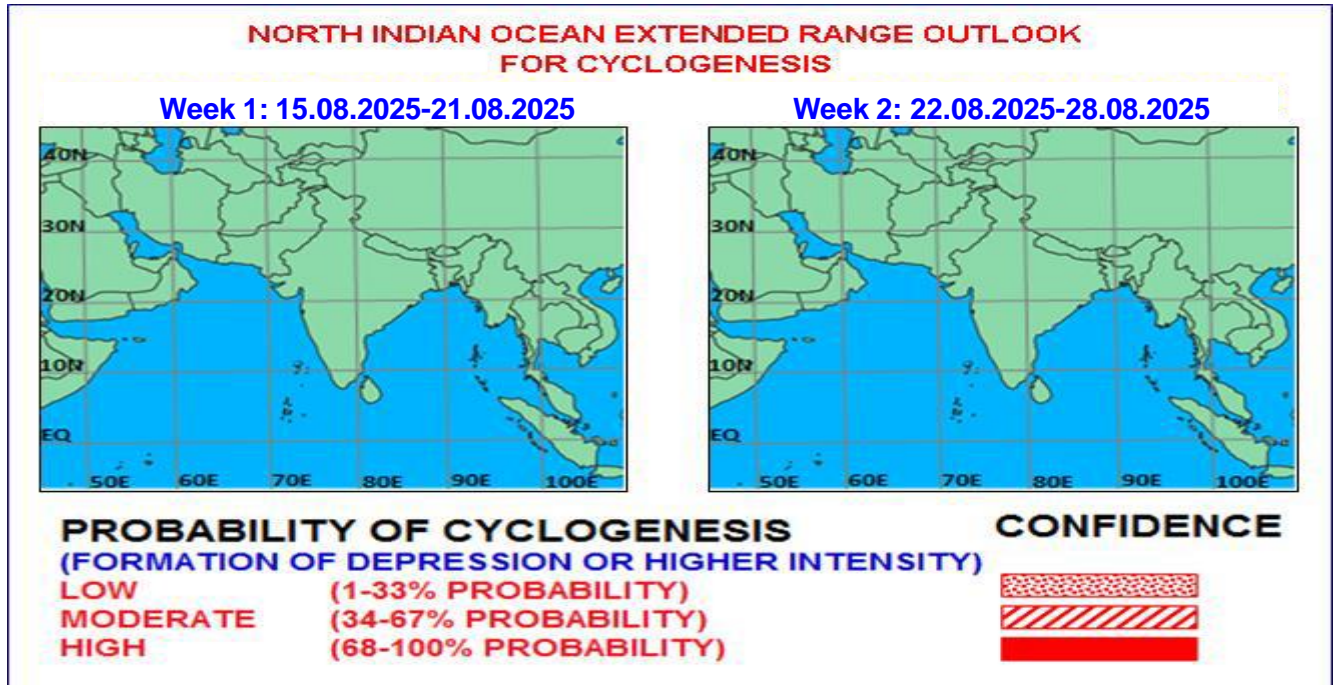 NORTH INDIAN OCEAN EXTENDED RANGE OUTLOOK
FOR CYCLOGENESIS
Week 1: 15.08.2025-21.08.2025
40N
30N
20N
10N
EQ
50E 60E 70E 80E 90E 100E
Week 2: 22.08.2025-28.08.2025
40N
30N
20N
10N
EQ
50E 60E 70E 80E 90E 100E
PROBABILITY OF CYCLOGENESIS
(FORMATION OF DEPRESSION OR HIGHER INTENSITY)
CONFIDENCE
LOW (1-33% PROBABILITY)
MODERATE (34-67% PROBABILITY)
HIGH (68-100% PROBABILITY)